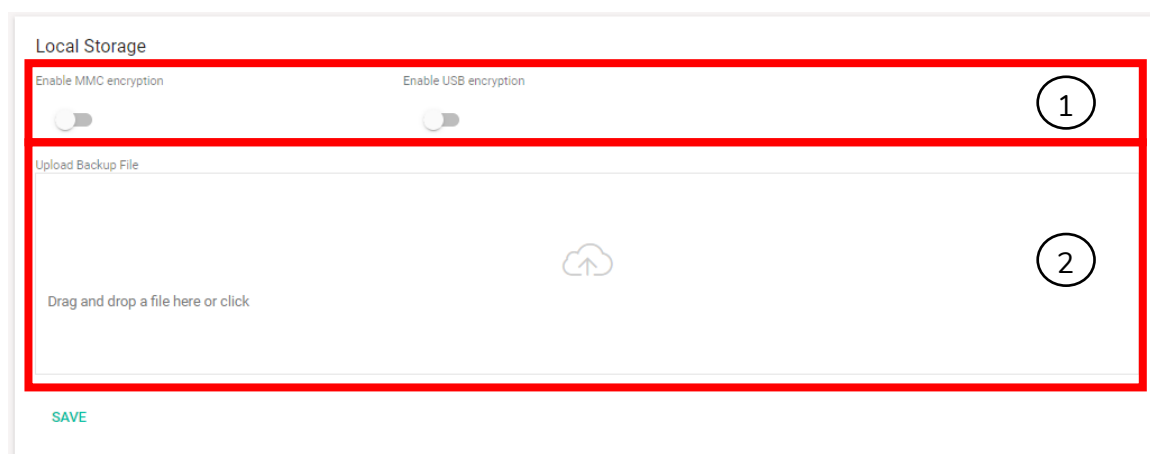 Local Storage
Enable MMC encryption Enable USB encryption
1
Upload Backup File
2
Drag and drop a file here or click
SAVE